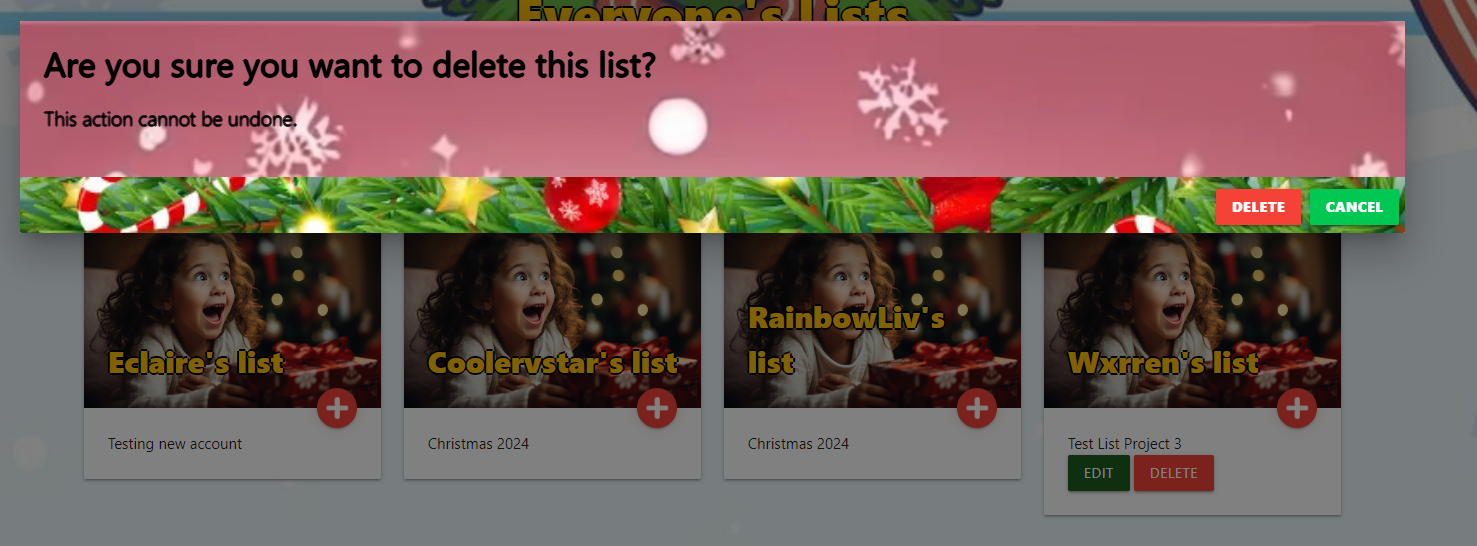 Everyone's Lists
Are you sure you want to delete this list?
This action cannot be undone.
DELETE CANCEL
Eclaire's list
Coolervstar's list
RainbowLiv's
list
Wxrren's list
Testing new account
Christmas 2024
Christmas 2024
Test List Project 3
EDIT DELETE